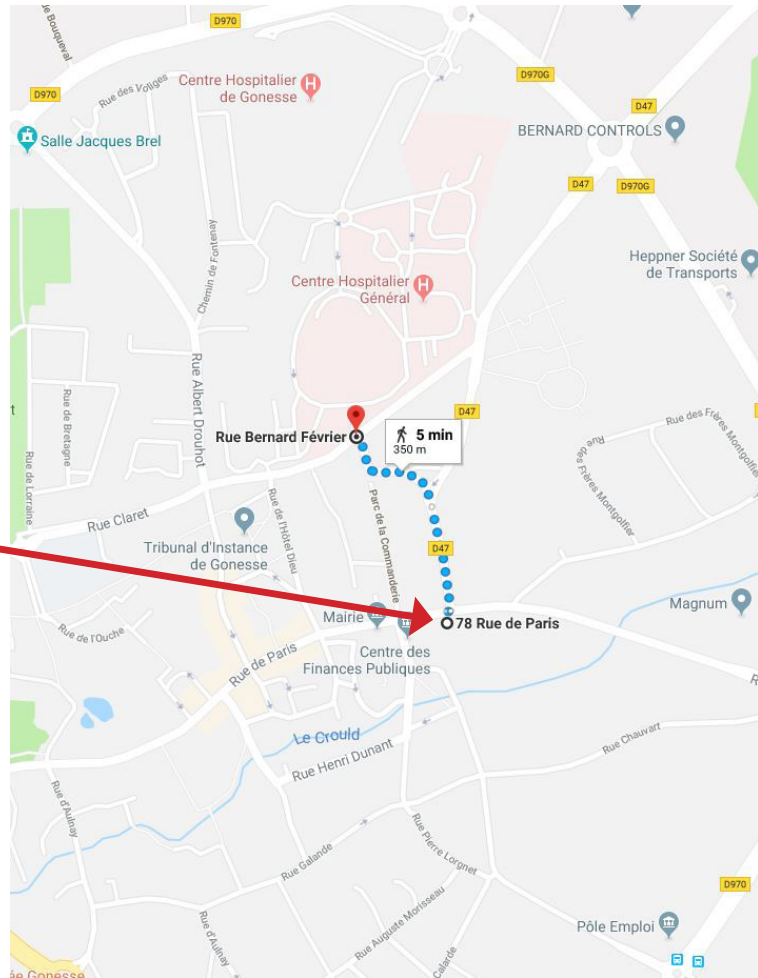 D970
Rue de Bouqueval
D970
Rue des Vouges
Centre Hospitalier
de Gonesse
Salle Jacques Brel
D970G
D47
BERNARD CONTROLS
D47
D970G
Chemin de Fontenay
Heppner Société
de Transports
Centre Hospitalier
Général
Rue Albert Drouhot
Rue de Bretagne
Rue de Lorraine
t
D47
Rue Bernard Février
5 min
350 m
Rue des Frères Montgolfier
Rue des Frères Montgolfier
Rue Claret
Rue de l'Hôtel Dieu
Parc de la Commanderie
Tribunal d'Instance
de Gonesse
D47
Mairie
78 Rue de Paris
Magnum
Rue de l'Ouche
Rue de Paris
Centre des
Finances Publiques
R
Le Crould
Rue Henri Dunant
Rue Chauvart
Rue d'Aulnay
Rue Galande
Rue Pierre Lorgnet
D970
Rue Auguste Morisseau
Rue d'Aulnay
Calarde
Pôle Emploi
ée Gonesse